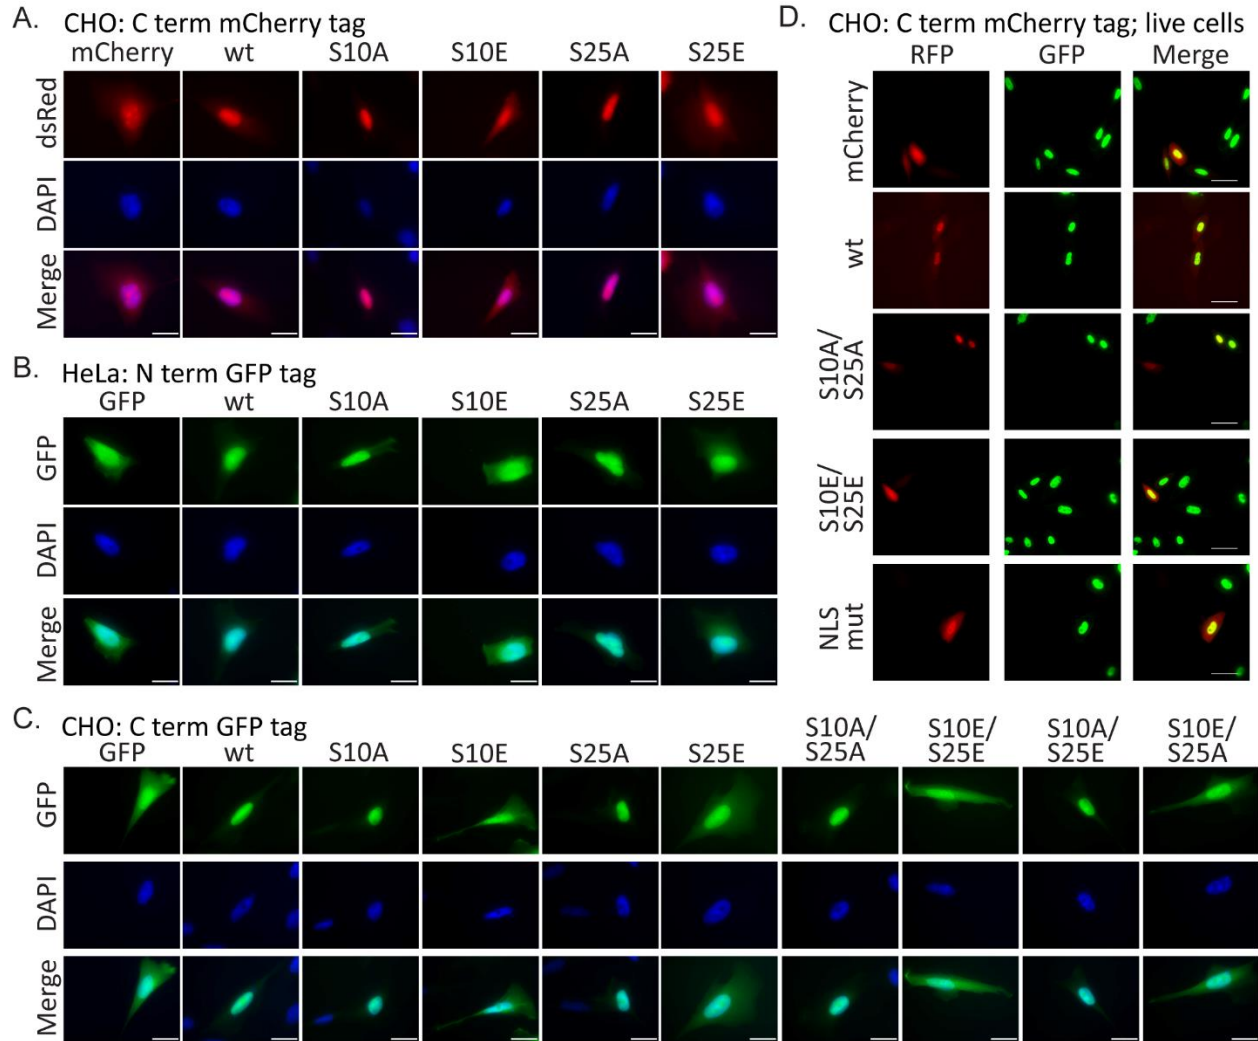 A. CHO: C term mCherry tag
mCherry wt S10A S10E S25A S25E
dsRed
DAPI
Merge
B. HeLa: N term GFP tag
GFP wt S10A S10E S25A S25E
GFP
DAPI
Merge
C. CHO: C term GFP tag
GFP wt S10A S10E S25A S25E S10A/ S10E/ S10A/ S10E/
S25A S25E S25E S25A
GFP
DAPI
Merge
D. CHO: C term mCherry tag; live cells
RFP GFP Merge
mCherry
wt
S10A/
S25A
S10E/
S25E
NLS
mut